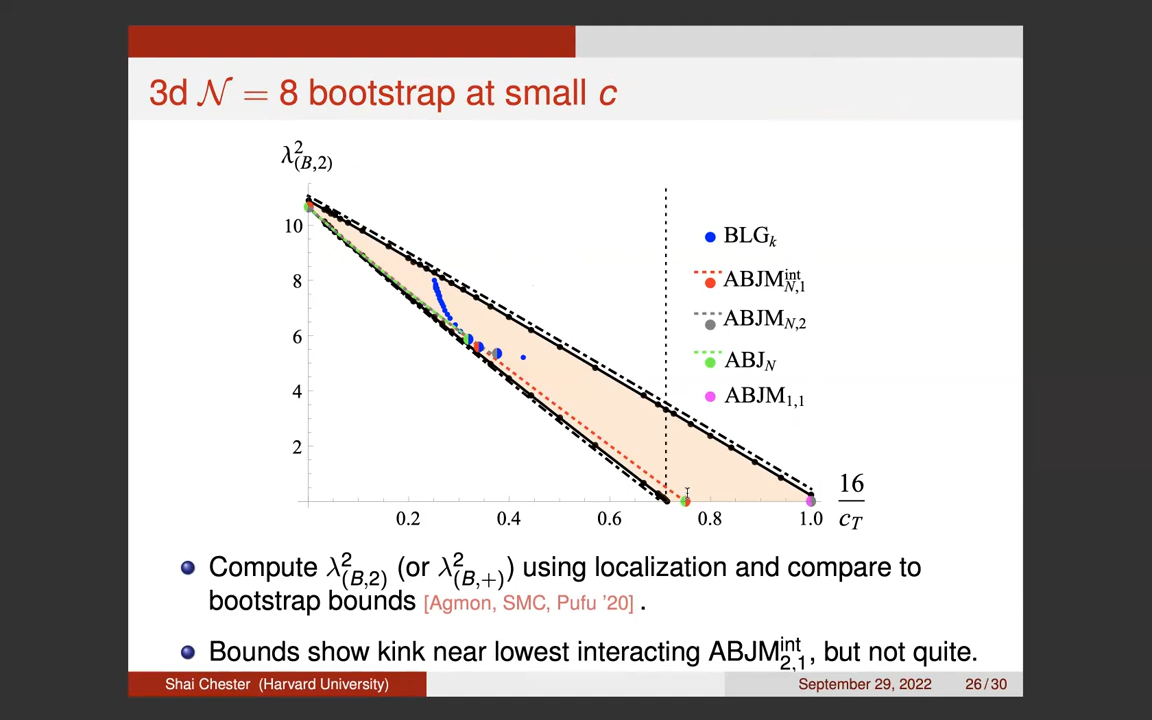 3d N = 8 bootstrap at small c
λ²(B,2)
10
8
6
4
2
0.2 0.4 0.6 0.8 1.0
16/c_T
BLG_k
ABJM^int_N,1
ABJM_N,2
ABJ_N
ABJM_1,1
Compute λ²(B,2) (or λ²(B,+)) using localization and compare to
bootstrap bounds [Agmon, SMC, Pufu '20] .
Bounds show kink near lowest interacting ABJM^int_2,1, but not quite.
Shai Chester (Harvard University) September 29, 2022 26 / 30